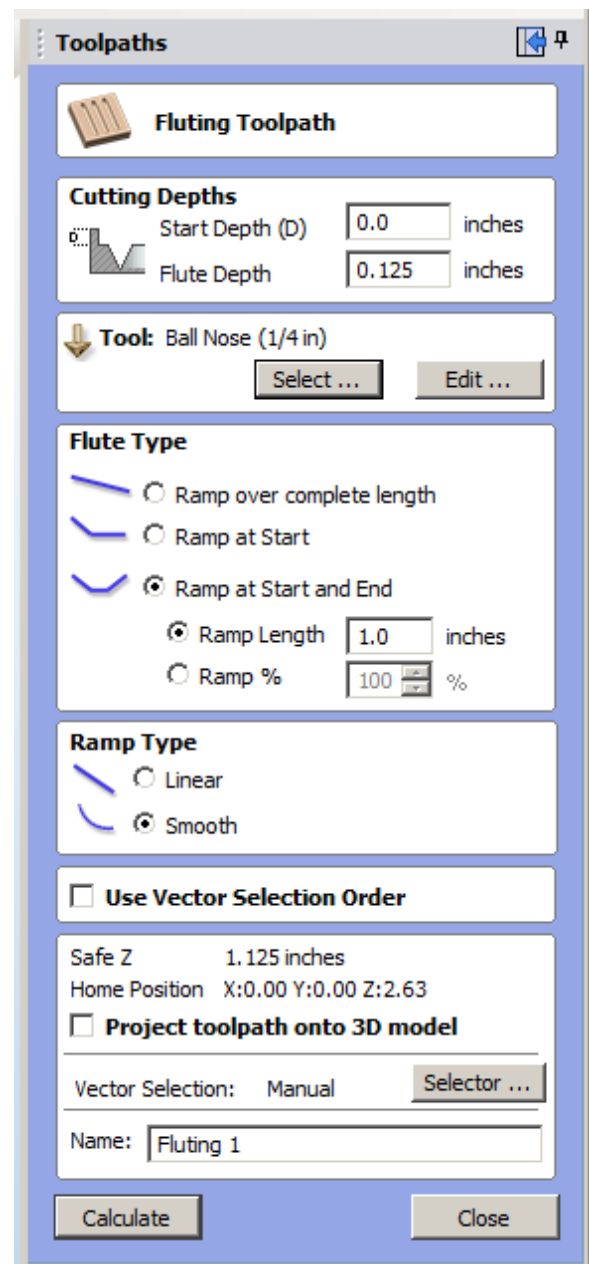 Toolpaths
Fluting Toolpath
Cutting Depths
D
Start Depth (D) 0.0 inches
Flute Depth 0.125 inches
Tool: Ball Nose (1/4 in)
Select ... Edit ...
Flute Type
Ramp over complete length
Ramp at Start
Ramp at Start and End
Ramp Length 1.0 inches
Ramp % 100 %
Ramp Type
Linear
Smooth
Use Vector Selection Order
Safe Z 1.125 inches
Home Position X:0.00 Y:0.00 Z:2.63
Project toolpath onto 3D model
Vector Selection: Manual Selector ...
Name: Fluting 1
Calculate Close